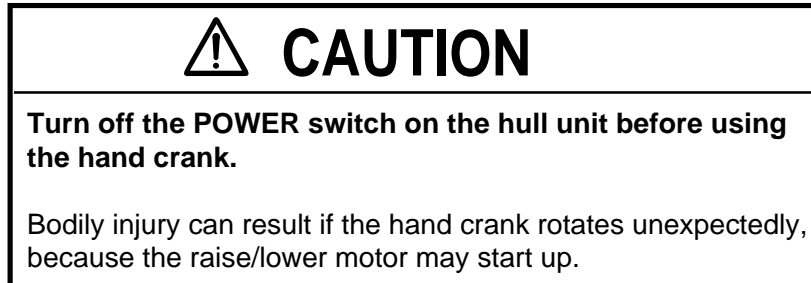 CAUTION
Turn off the POWER switch on the hull unit before using
the hand crank.
Bodily injury can result if the hand crank rotates unexpectedly,
because the raise/lower motor may start up.